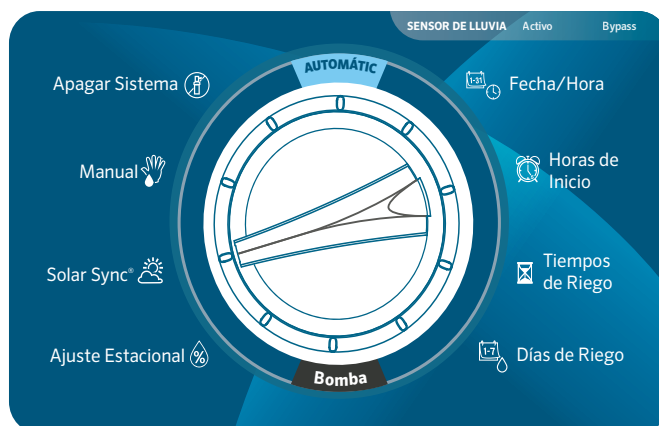 SENSOR DE LLUVIA Activo Bypass
AUTOMÁTIC
Apagar Sistema
1-31
Fecha/Hora
Manual
Horas de
Inicio
Solar Sync®
Tiempos
de Riego
Ajuste Estacional %
1-7
Días de Riego
Bomba